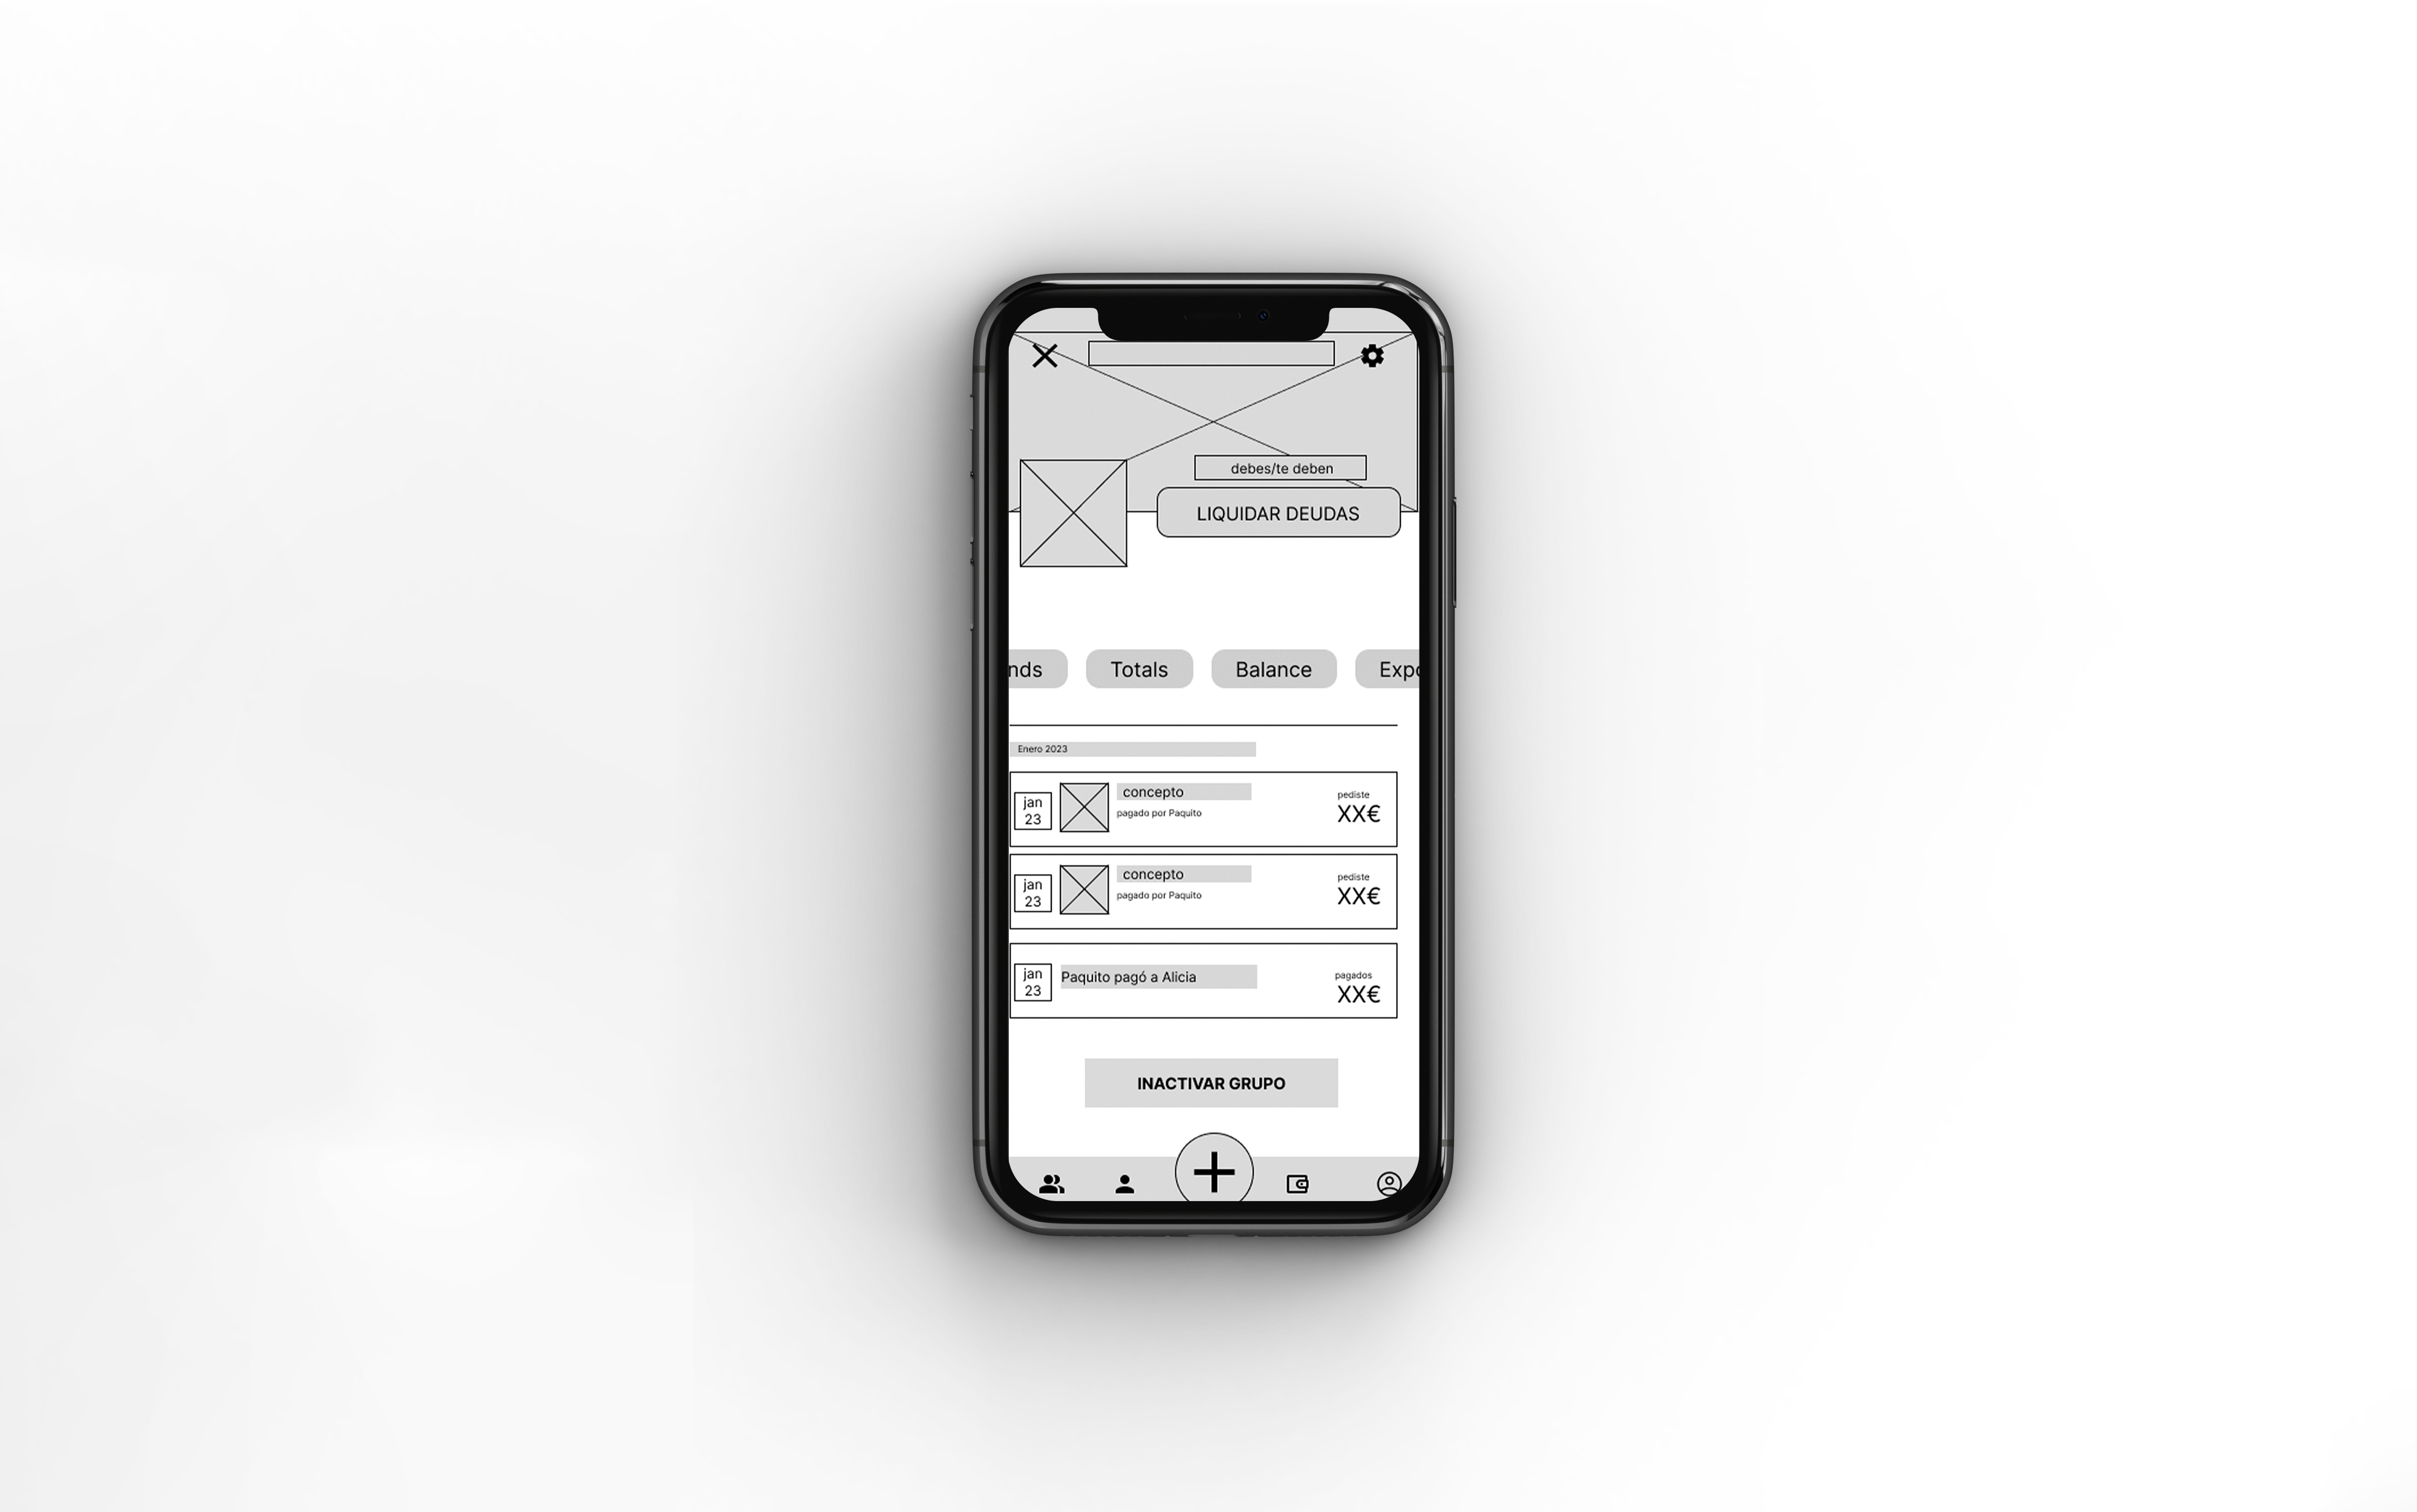 debes/te deben
LIQUIDAR DEUDAS
nds Totals Balance Expo
Enero 2023
jan
23
concepto
pagado por Paquito
pediste
XX€
jan
23
concepto
pagado por Paquito
pediste
XX€
jan
23
Paquito pagó a Alicia
pagados
XX€
INACTIVAR GRUPO